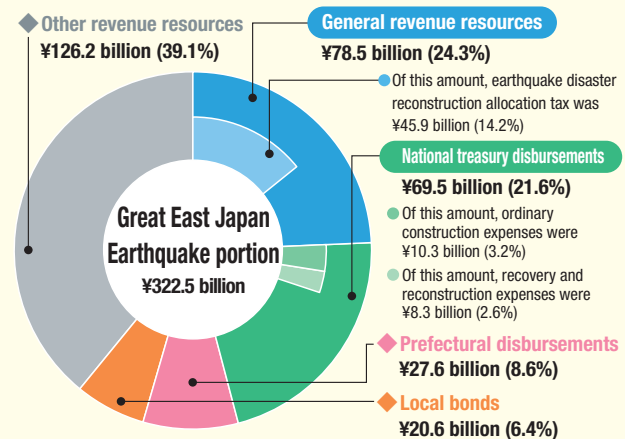 Other revenue resources
¥126.2 billion (39.1%)
General revenue resources
¥78.5 billion (24.3%)
Of this amount, earthquake disaster
reconstruction allocation tax was
¥45.9 billion (14.2%)
National treasury disbursements
¥69.5 billion (21.6%)
Of this amount, ordinary
construction expenses were
¥10.3 billion (3.2%)
Of this amount, recovery and
reconstruction expenses were
¥8.3 billion (2.6%)
Great East Japan
Earthquake portion
¥322.5 billion
Prefectural disbursements
¥27.6 billion (8.6%)
Local bonds
¥20.6 billion (6.4%)